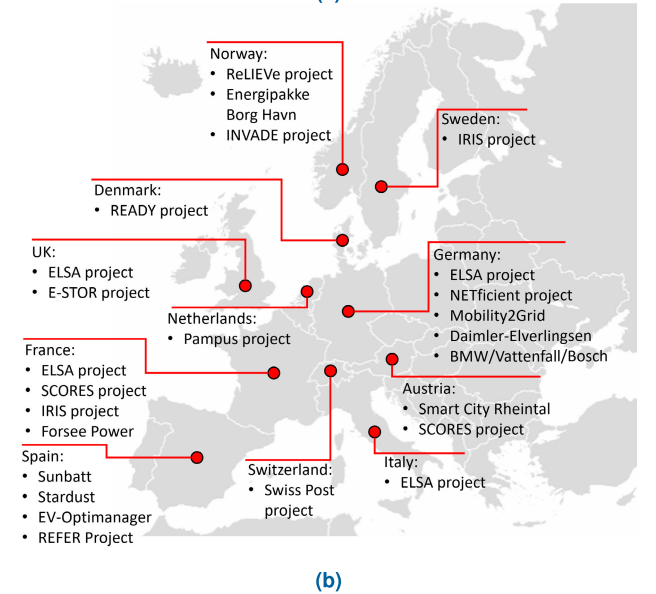 Norway:
• ReLIEVe project
• Energipakke
Borg Havn
• INVADE project
Sweden:
• IRIS project
Denmark:
• READY project
UK:
• ELSA project
• E-STOR project
Germany:
• ELSA project
• NETficient project
• Mobility2Grid
• Daimler-Elverlingsen
• BMW/Vattenfall/Bosch
Netherlands:
• Pampus project
France:
• ELSA project
• SCORES project
• IRIS project
• Forsee Power
Austria:
• Smart City Rheintal
• SCORES project
Spain:
• Sunbatt
• Stardust
• EV-Optimanager
• REFER Project
Switzerland:
• Swiss Post
project
Italy:
• ELSA project
(b)